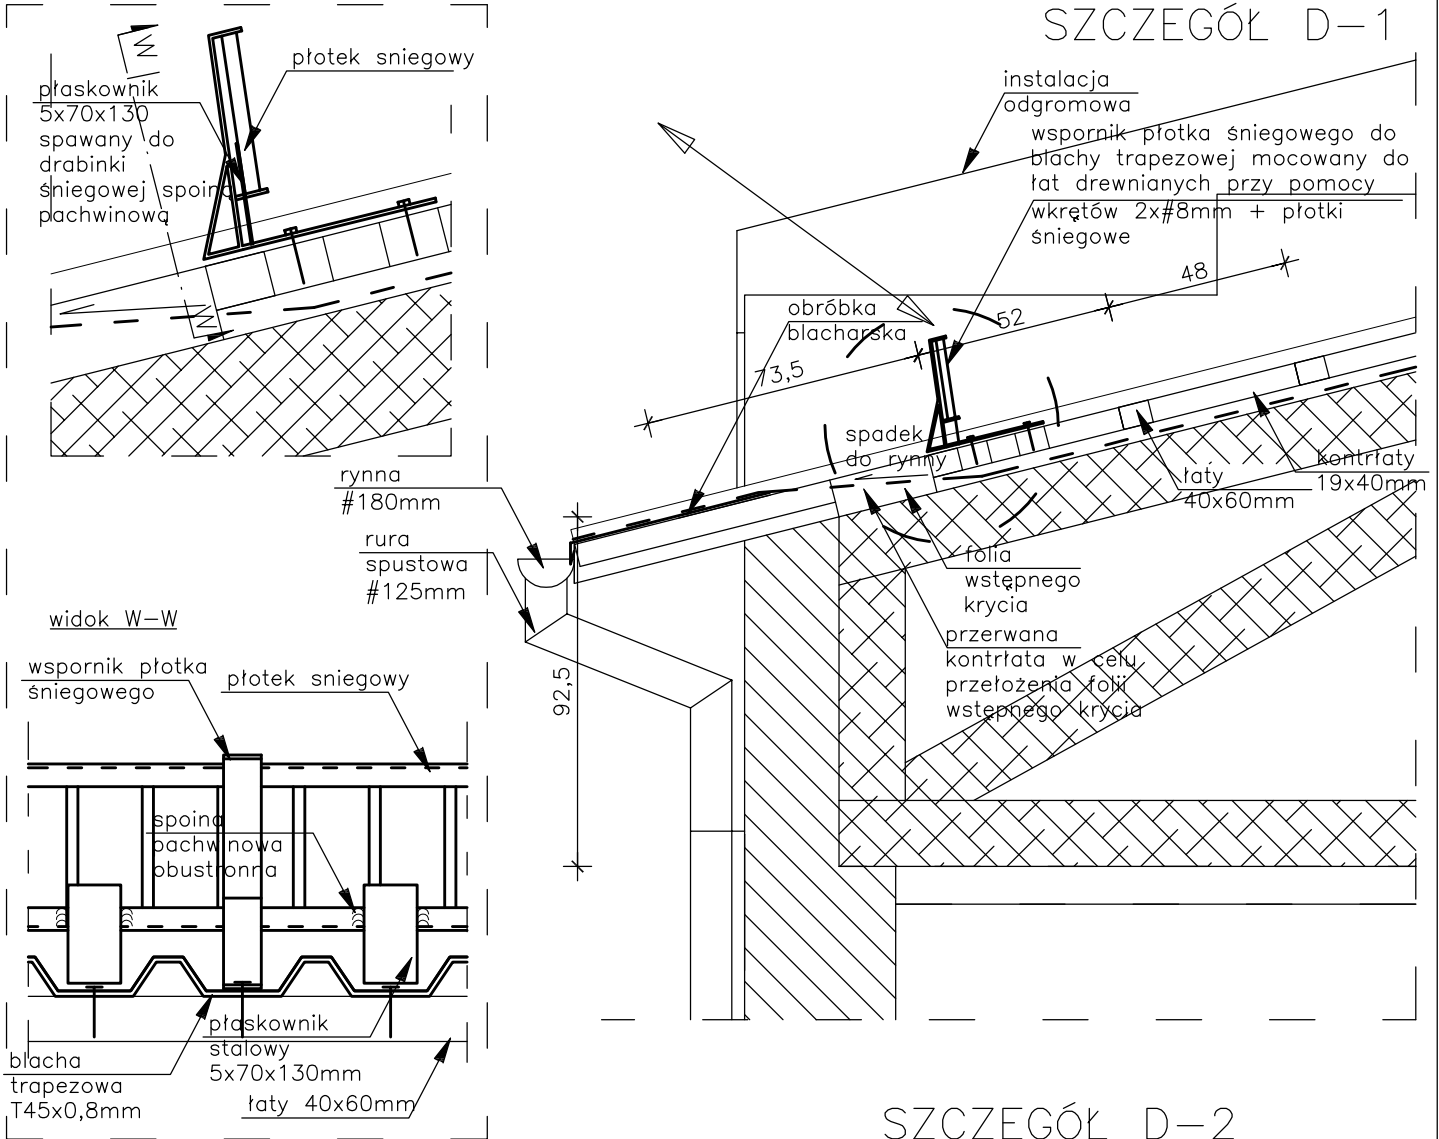 SZCZEGÓŁ D-1
płotek sniegowy
płaskownik
5x70x130
spawany do
drabinki
śniegowej spoiną
pachwinową
W
W
instalacja
odgromowa
wspornik płotka śniegowego do
blachy trapezowej mocowany do
łat drewnianych przy pomocy
wkrętów 2x#8mm + płotki
śniegowe
48
52
73,5
obróbka
blacharska
spadek
do rynny
rynna
#180mm
rura
spustowa
#125mm
łaty
40x60mm
kontrłaty
19x40mm
folia
wstępnego
krycia
przerwana
kontrłata w celu
przełożenia folii
wstępnego krycia
92,5
widok W-W
wspornik płotka
śniegowego
płotek sniegowy
spoina
pachwinowa
obustronna
płaskownik
stalowy
5x70x130mm
blacha
trapezowa
T45x0,8mm
łaty 40x60mm
SZCZEGÓŁ D-2